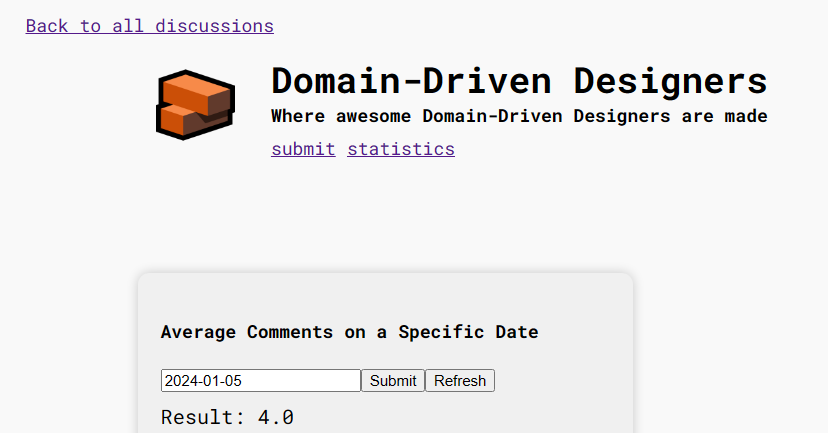 Back to all discussions
Domain-Driven Designers
Where awesome Domain-Driven Designers are made
submit statistics
Average Comments on a Specific Date
2024-01-05 Submit Refresh
Result: 4.0